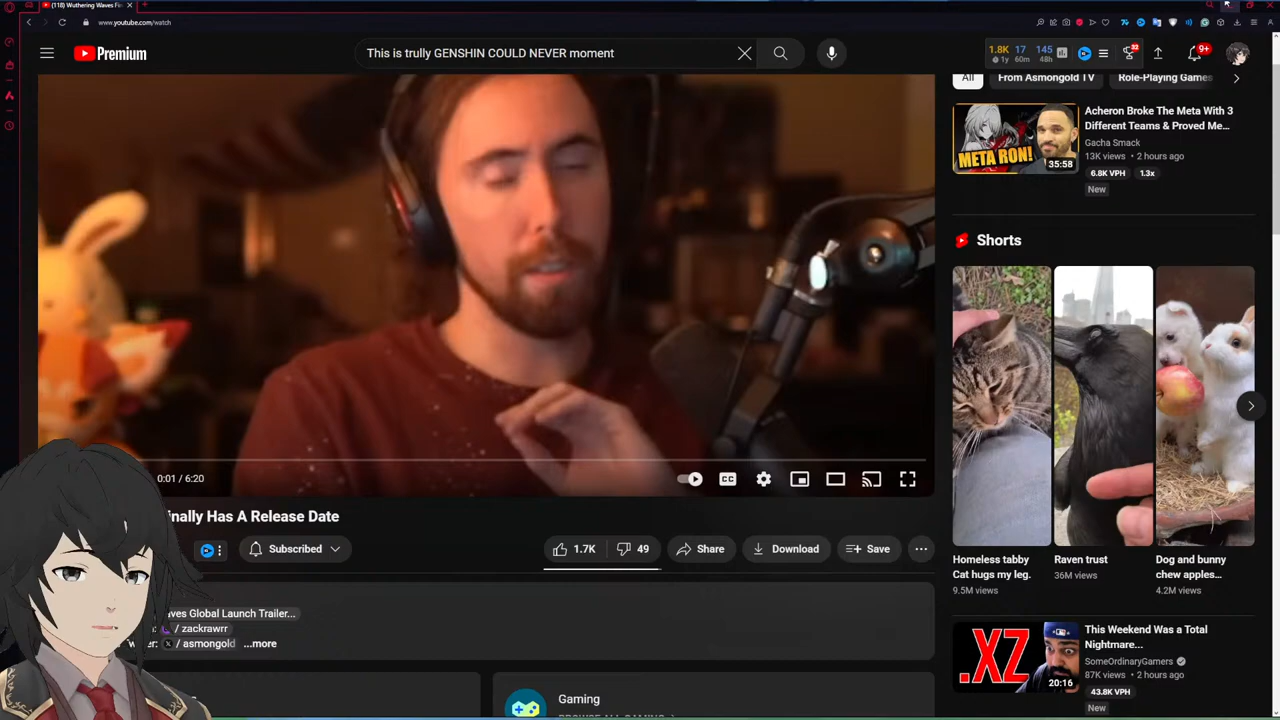 (118) Wuthering Waves Fi
www.youtube.com/watch
Premium
This is trully GENSHIN COULD NEVER moment
1.8K 17 145
1y 60m 48h
32
9+
All From Asmongold TV Role-Playing Games
META RON!
35:58
Acheron Broke The Meta With 3
Different Teams & Proved Me...
Gacha Smack
13K views • 2 hours ago
6.8K VPH 1.3x
New
Shorts
Homeless tabby
Cat hugs my leg.
9.5M views
Raven trust
36M views
Dog and bunny
chew apples...
4.2M views
0:01 / 6:20
CC
inally Has A Release Date
Subscribed
1.7K 49 Share Download Save
aves Global Launch Trailer...
/ zackrawrr
/ asmongold ...more
Gaming
.XZ
20:16
This Weekend Was a Total
Nightmare...
SomeOrdinaryGamers
87K views • 2 hours ago
43.8K VPH
New